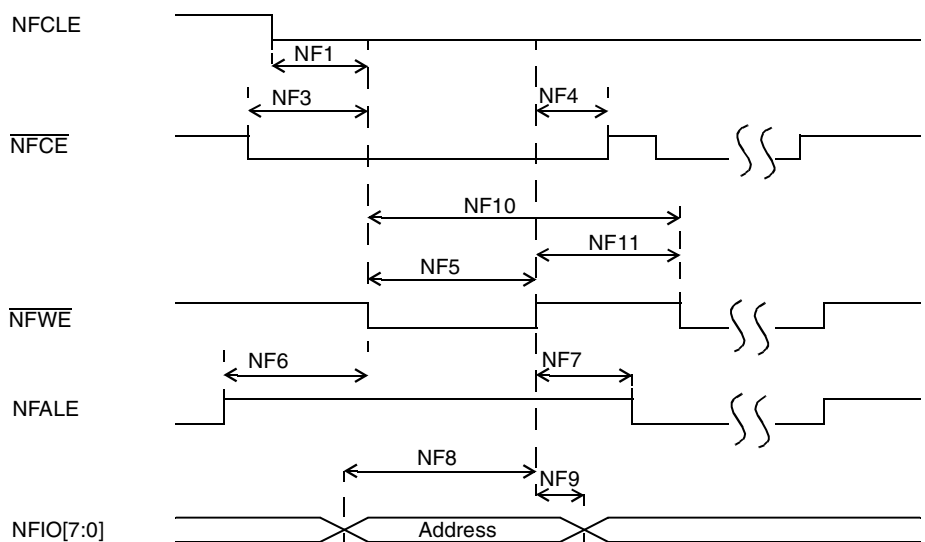 NFCLE
NF1
NF3
NF4
NFCE
NF10
NF11
NF5
NFWE
NF6
NF7
NFALE
NF8
NF9
NFIO[7:0]
Address